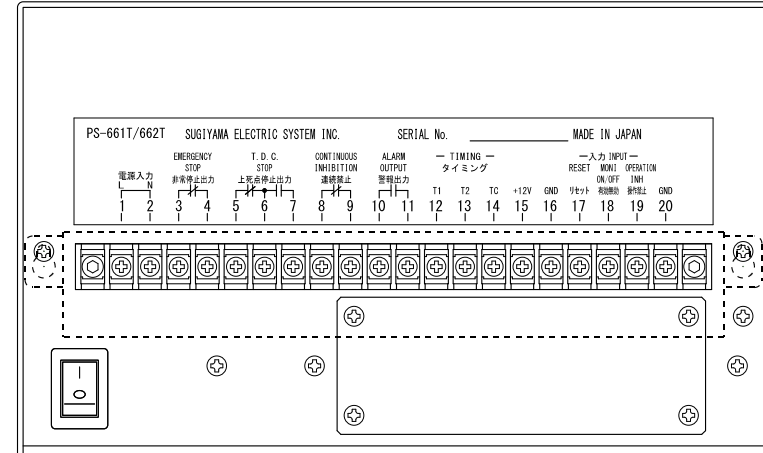 PS-661T/662T SUGIYAMA ELECTRIC SYSTEM INC. SERIAL No. MADE IN JAPAN
EMERGENCY T.D.C. CONTINUOUS ALARM — TIMING — —入力 INPUT—
STOP STOP INHIBITION OUTPUT タイミング RESET MONI OPERATION
電源入力 非常停止出力 上死点停止出力 連続禁止 警報出力 ON/OFF INH
L N T1 T2 TC +12V GND リセット 有効無効 操作禁止 GND
1 2 3 4 5 6 7 8 9 10 11 12 13 14 15 16 17 18 19 20